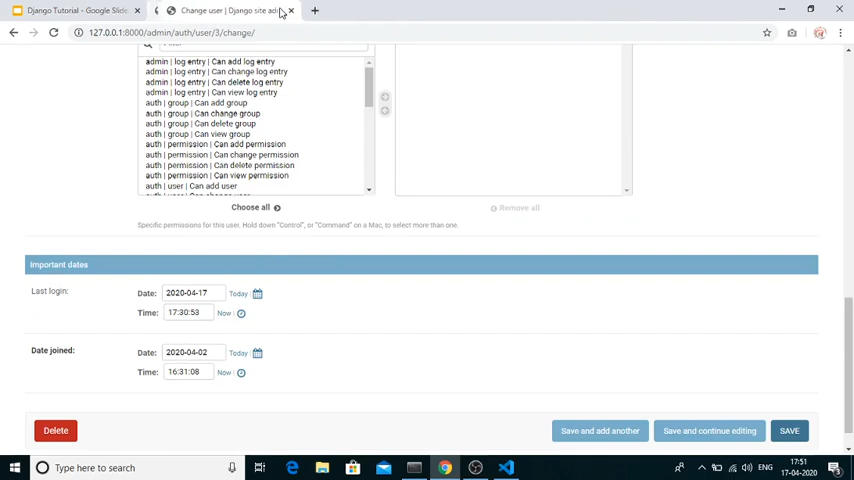 Django Tutorial - Google Slide
Change user | Django site ad
127.0.0.1:8000/admin/auth/user/3/change/
admin | log entry | Can add log entry
admin | log entry | Can change log entry
admin | log entry | Can delete log entry
admin | log entry | Can view log entry
auth | group | Can add group
auth | group | Can change group
auth | group | Can delete group
auth | group | Can view group
auth | permission | Can add permission
auth | permission | Can change permission
auth | permission | Can delete permission
auth | permission | Can view permission
auth | user | Can add user
Choose all
Remove all
Specific permissions for this user. Hold down "Control", or "Command" on a Mac, to select more than one.
Important dates
Last login:
Date: 2020-04-17 Today |
Time: 17:30:53 Now |
Date joined:
Date: 2020-04-02 Today |
Time: 16:31:08 Now |
Delete
Save and add another
Save and continue editing
SAVE
Type here to search
ENG
17:51
17-04-2020
3